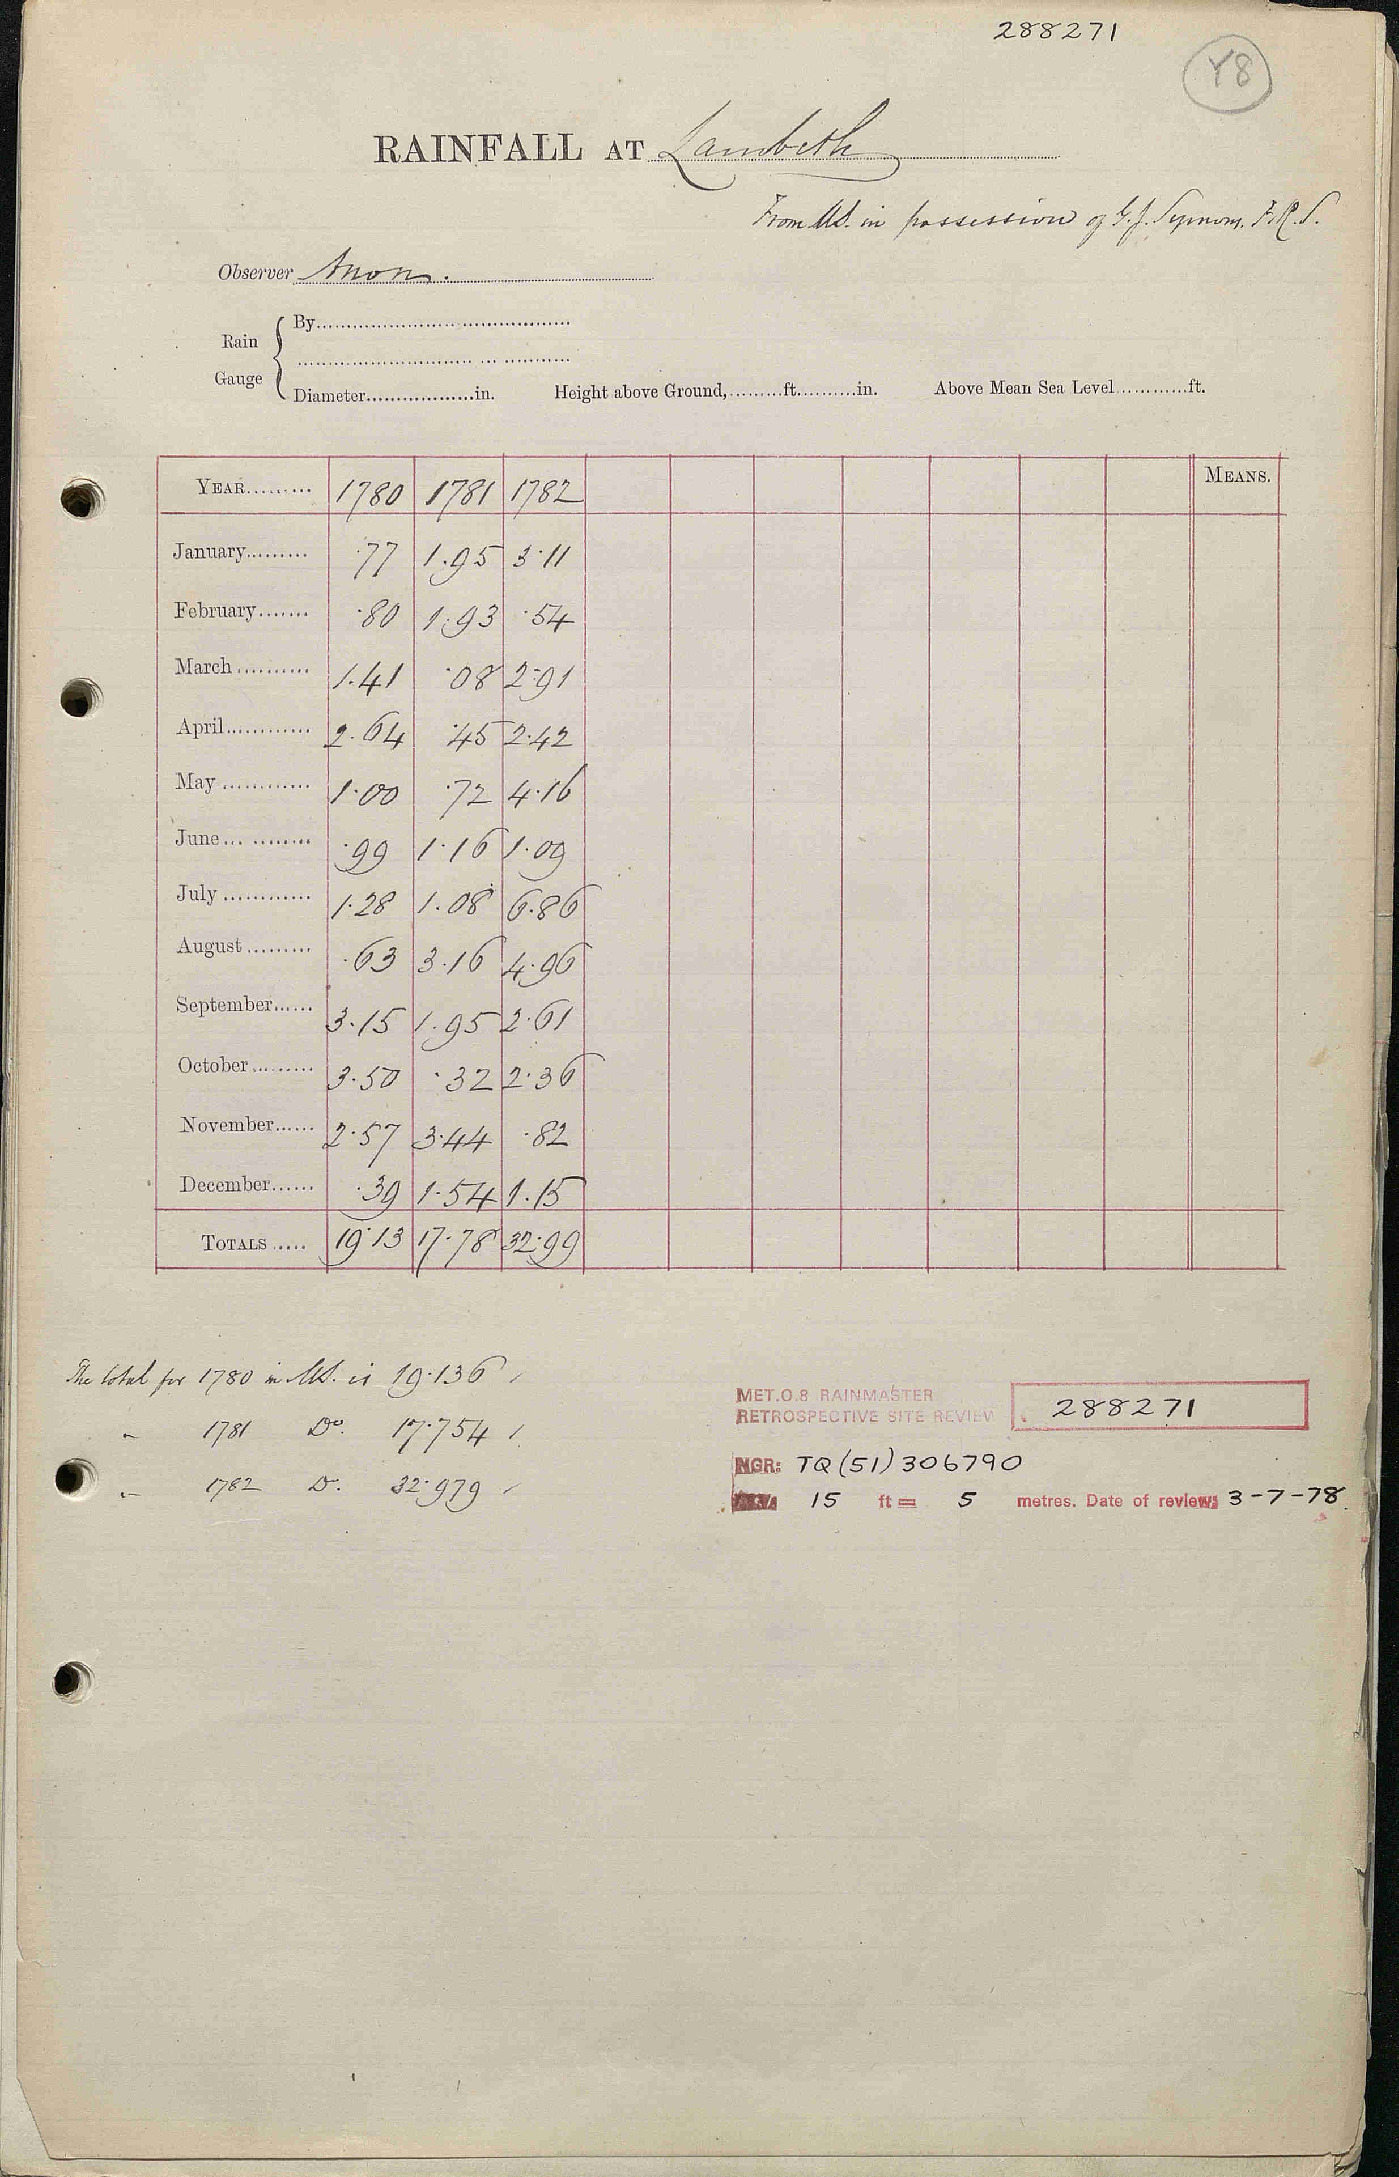 288271
Y8
RAINFALL AT Lambeth
From MS. in possession of G. J. Symons, F.R.S.
Observer Anon.
Rain Gauge { By
Diameter in. Height above Ground, ft. in. Above Mean Sea Level ft.
YEAR 1780 1781 1782 MEANS.
January ·77 1·95 3·11
February ·80 1·93 ·54
March 1·41 ·08 2·91
April 2·64 ·45 2·42
May 1·00 ·72 4·16
June ·99 1·16 1·09
July 1·28 1·08 6·86
August ·63 3·16 4·96
September 3·15 1·95 2·61
October 3·50 ·32 2·36
November 2·57 3·44 ·82
December ·39 1·54 1·15
TOTALS 19·13 17·78 32·99
The total for 1780 in MS. is 19·136
" 1781 Do. 17·754
" 1782 Do. 32·979
MET.O.8 RAINMASTER
RETROSPECTIVE SITE REVIEW 288271
NGR: TQ (51) 306790
15 ft = 5 metres. Date of review: 3-7-78